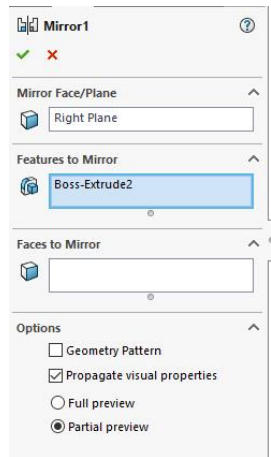 Mirror1
Mirror Face/Plane
Right Plane
Features to Mirror
Boss-Extrude2
Faces to Mirror
Options
Geometry Pattern
Propagate visual properties
Full preview
Partial preview